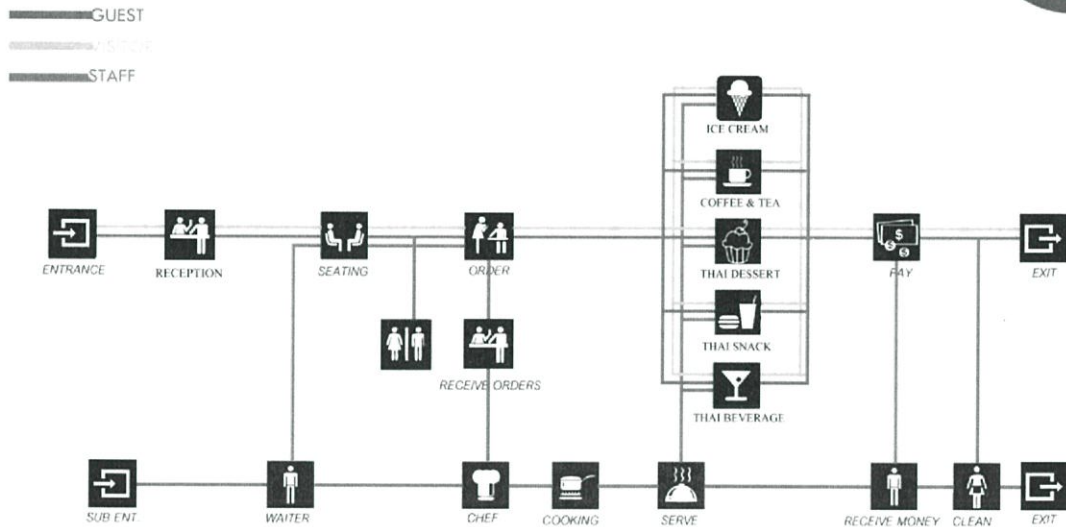 GUEST
VISITOR
STAFF
ICE CREAM
COFFEE & TEA
ENTRANCE
RECEPTION
SEATING
ORDER
THAI DESSERT
PAY
EXIT
THAI SNACK
RECEIVE ORDERS
THAI BEVERAGE
SUB ENT.
WAITER
CHEF
COOKING
SERVE
RECEIVE MONEY
CLEAN
EXIT
$
$
$